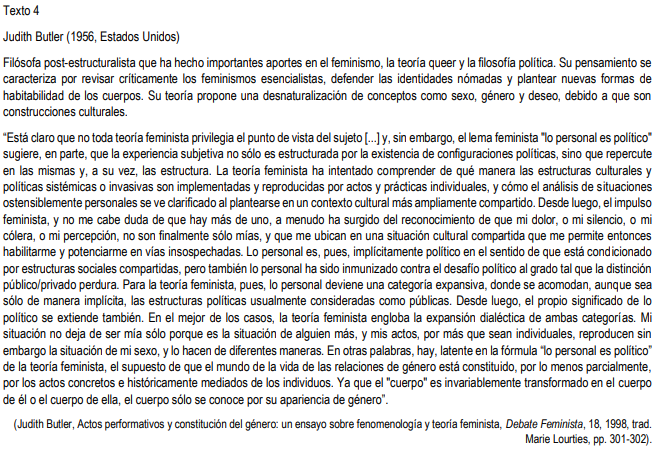 Texto 4
Judith Butler (1956, Estados Unidos)
Filósofa post-estructuralista que ha hecho importantes aportes en el feminismo, la teoría queer y la filosofía política. Su pensamiento se
caracteriza por revisar críticamente los feminismos esencialistas, defender las identidades nómadas y plantear nuevas formas de
habitabilidad de los cuerpos. Su teoría propone una desnaturalización de conceptos como sexo, género y deseo, debido a que son
construcciones culturales.
“Está claro que no toda teoría feminista privilegia el punto de vista del sujeto [...] y, sin embargo, el lema feminista "lo personal es político"
sugiere, en parte, que la experiencia subjetiva no sólo es estructurada por la existencia de configuraciones políticas, sino que repercute
en las mismas y, a su vez, las estructura. La teoría feminista ha intentado comprender de qué manera las estructuras culturales y
políticas sistémicas o invasivas son implementadas y reproducidas por actos y prácticas individuales, y cómo el análisis de situaciones
ostensiblemente personales se ve clarificado al plantearse en un contexto cultural más ampliamente compartido. Desde luego, el impulso
feminista, y no me cabe duda de que hay más de uno, a menudo ha surgido del reconocimiento de que mi dolor, o mi silencio, o mi
cólera, o mi percepción, no son finalmente sólo mías, y que me ubican en una situación cultural compartida que me permite entonces
habilitarme y potenciarme en vías insospechadas. Lo personal es, pues, implícitamente político en el sentido de que está condicionado
por estructuras sociales compartidas, pero también lo personal ha sido inmunizado contra el desafío político al grado tal que la distinción
público/privado perdura. Para la teoría feminista, pues, lo personal deviene una categoría expansiva, donde se acomodan, aunque sea
sólo de manera implícita, las estructuras políticas usualmente consideradas como públicas. Desde luego, el propio significado de lo
político se extiende también. En el mejor de los casos, la teoría feminista engloba la expansión dialéctica de ambas categorías. Mi
situación no deja de ser mía sólo porque es la situación de alguien más, y mis actos, por más que sean individuales, reproducen sin
embargo la situación de mi sexo, y lo hacen de diferentes maneras. En otras palabras, hay, latente en la fórmula “lo personal es político”
de la teoría feminista, el supuesto de que el mundo de la vida de las relaciones de género está constituido, por lo menos parcialmente,
por los actos concretos e históricamente mediados de los individuos. Ya que el "cuerpo" es invariablemente transformado en el cuerpo
de él o el cuerpo de ella, el cuerpo sólo se conoce por su apariencia de género”.
(Judith Butler, Actos performativos y constitución del género: un ensayo sobre fenomenología y teoría feminista, Debate Feminista, 18, 1998, trad.
Marie Lourties, pp. 301-302).